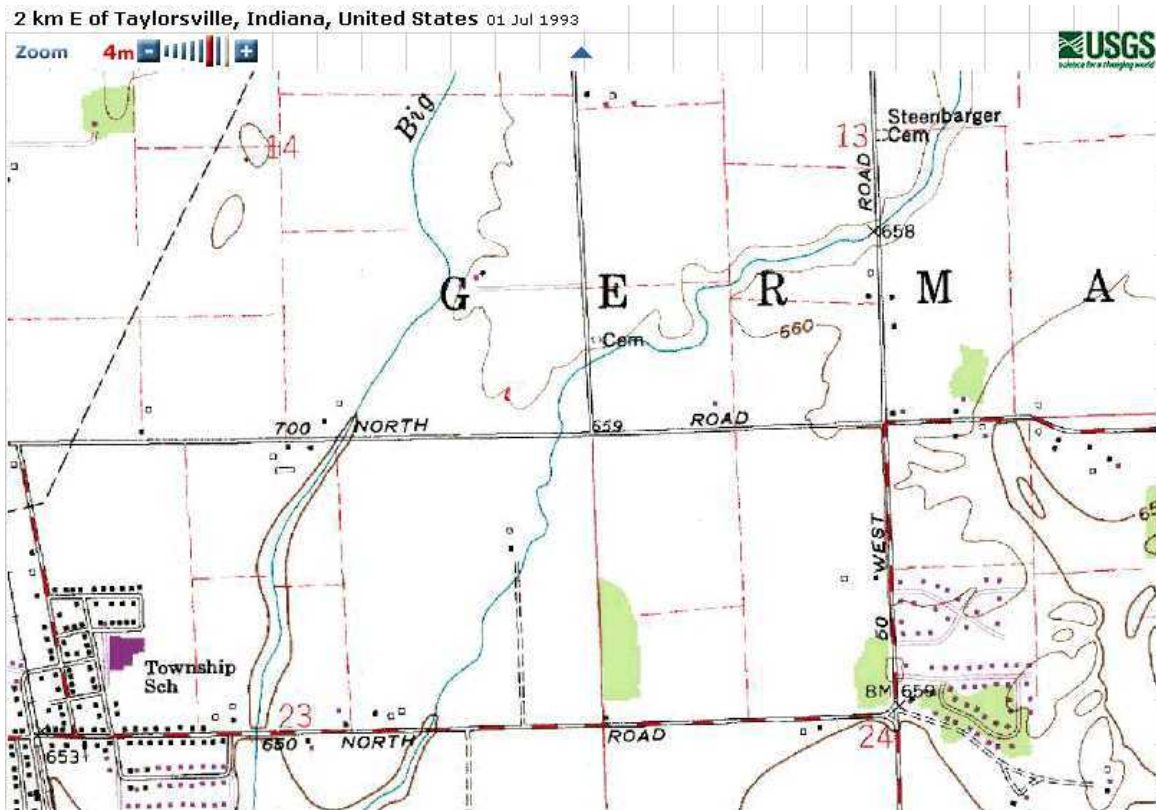 2 km E of Taylorsville, Indiana, United States 01 Jul 1993
Zoom 4m - +
USGS
science for a changing world
Big
Steenbarger
Cem
14
13
ROAD
658
G E R M A
Cem
660
700 NORTH ROAD
659
WEST
50
65
Township
Sch
BM 659
23
24
650 NORTH ROAD
653